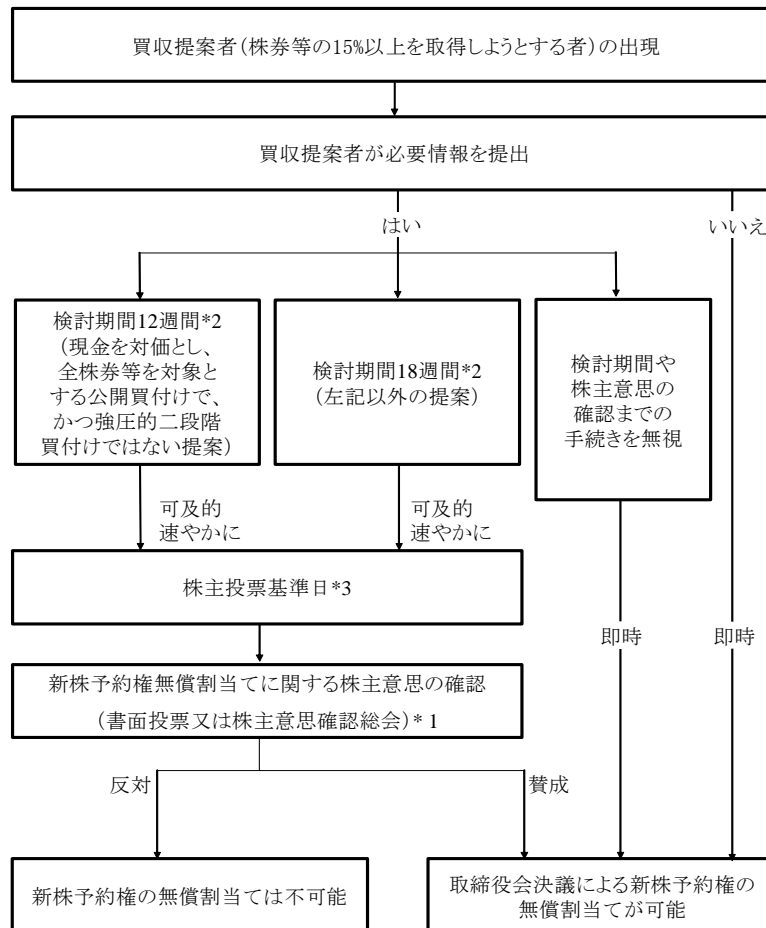 買収提案者(株券等の15%以上を取得しようとする者)の出現
買収提案者が必要情報を提出
はい
いいえ
検討期間12週間*2
(現金を対価とし、
全株券等を対象と
する公開買付けで、
かつ強圧的二段階
買付けではない提案)
検討期間18週間*2
(左記以外の提案)
検討期間や
株主意思の
確認までの
手続きを無視
可及的
速やかに
可及的
速やかに
株主投票基準日*3
即時
即時
新株予約権無償割当てに関する株主意思の確認
(書面投票又は株主意思確認総会)*1
反対
賛成
新株予約権の無償割当ては不可能
取締役会決議による新株予約権の
無償割当てが可能